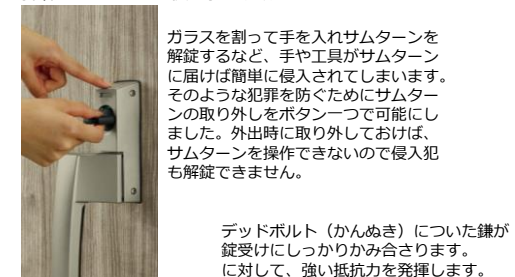 ガラスを割って手を入れサムターンを
解錠するなど、手や工具がサムターン
に届けば簡単に侵入されてしまいます。
そのような犯罪を防ぐためにサムター
ンの取り外しをボタン一つで可能にし
ました。外出時に取り外しておけば、
サムターンを操作できないので侵入犯
も解錠できません。
デッドボルト（かんぬき）についた鎌が
錠受けにしっかりかみ合さります。
に対して、強い抵抗力を発揮します。